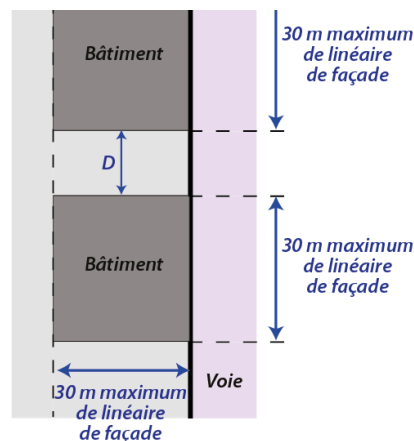 Bâtiment
30 m maximum
de linéaire
de façade
D
Bâtiment
30 m maximum
de linéaire
de façade
30 m maximum
de linéaire
de façade
Voie